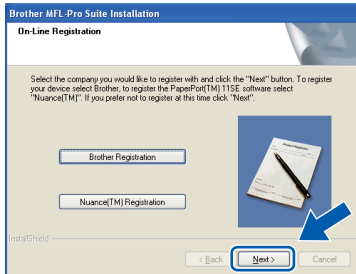 Brother MFL-Pro Suite Installation
On-Line Registration
Select the company you would like to register with and click the "Next" button. To register
your device select Brother, to register the PaperPort(TM) 11SE software select
"Nuance(TM)". If you prefer not to register at this time click "Next".
Product Registration
Brother Registration
Nuance(TM) Registration
InstallShield
< Back
Next >
Cancel